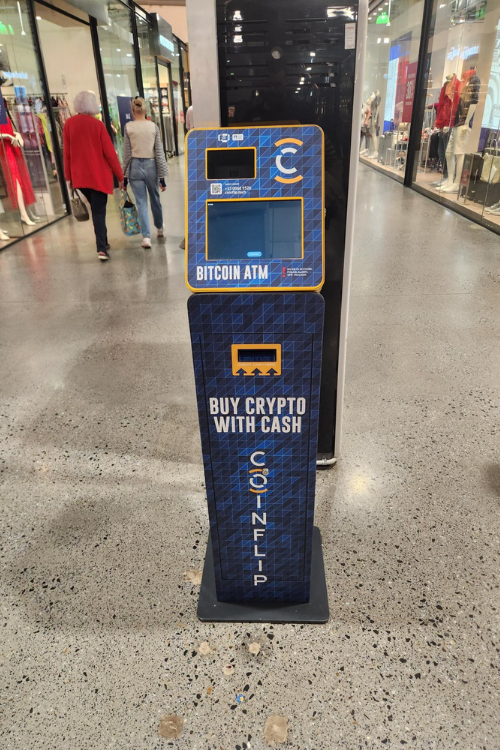 BITCOIN ATM
BUY CRYPTO
WITH CASH
COINFLIP